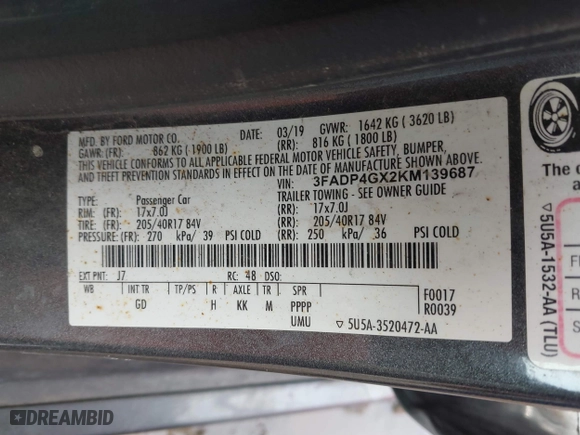 MFD. BY FORD MOTOR CO. 03/19 GVWR: 1642 KG ( 3620 LB)
GAWR: (FR): 862 KG ( 1900 LB) (RR): 816 KG ( 1800 LB)
THIS VEHICLE CONFORMS TO ALL APPLICABLE FEDERAL MOTOR VEHICLE SAFETY, BUMPER,
AND THEFT PREVENTION STANDARDS IN EFFECT ON THE DATE OF MANUFACTURE SHOWN ABOVE.
VIN: 3FADP4GX2KM139687
TYPE: Passenger Car TRAILER TOWING - SEE OWNER GUIDE
RIM: (FR) 17x7.0J (RR): 17x7.0J
TIRE: (FR) 205/40R17 84V (RR): 205/40R17 84V
PRESSURE: (FR) 270 kPa/ 39 PSI COLD (RR): 250 kPa/ 36 PSI COLD
EXT PNT: J7 RC: 48 DSO:
WB INT TR TP/PS R AXLE TR SPR F0017
GD H KK M PPPP R0039
UMU ▽ 5U5A-3520472-AA
The c
▽ 5U5A-1532-AA (TLU)
F
R
S
DREAMBID